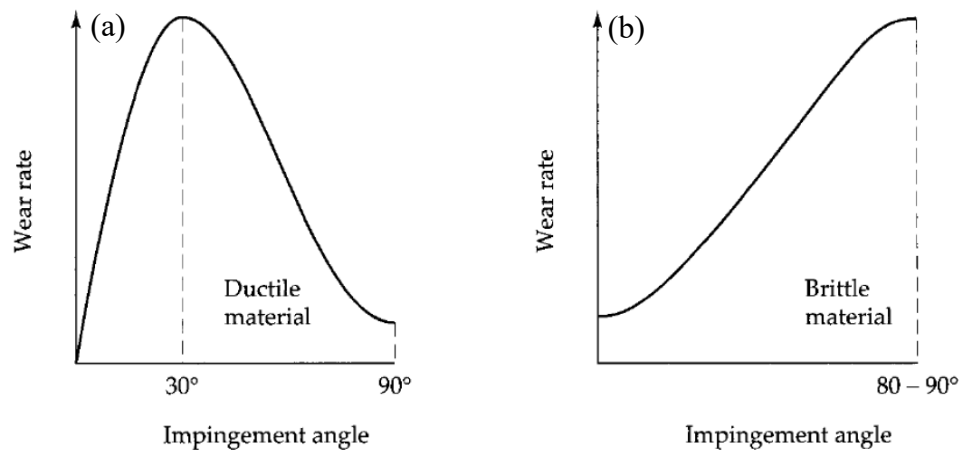 (a)
Wear rate
Ductile
material
30°
90°
Impingement angle
(b)
Wear rate
Brittle
material
80 – 90°
Impingement angle